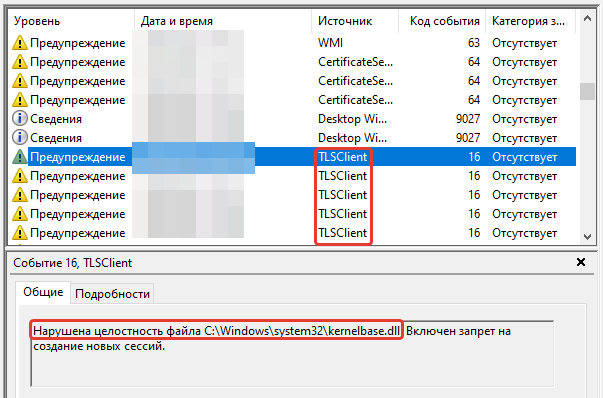 Уровень Дата и время Источник Код события Категория з...
Предупреждение WMI 63 Отсутствует
Предупреждение CertificateSe... 64 Отсутствует
Предупреждение CertificateSe... 64 Отсутствует
Предупреждение CertificateSe... 64 Отсутствует
Сведения Desktop Wi... 9027 Отсутствует
Сведения Desktop Wi... 9027 Отсутствует
Предупреждение TLSClient 16 Отсутствует
Предупреждение TLSClient 16 Отсутствует
Предупреждение TLSClient 16 Отсутствует
Предупреждение TLSClient 16 Отсутствует
Предупреждение TLSClient 16 Отсутствует
Событие 16, TLSClient
Общие Подробности
Нарушена целостность файла C:\Windows\system32\kernelbase.dll Включен запрет на
создание новых сессий.